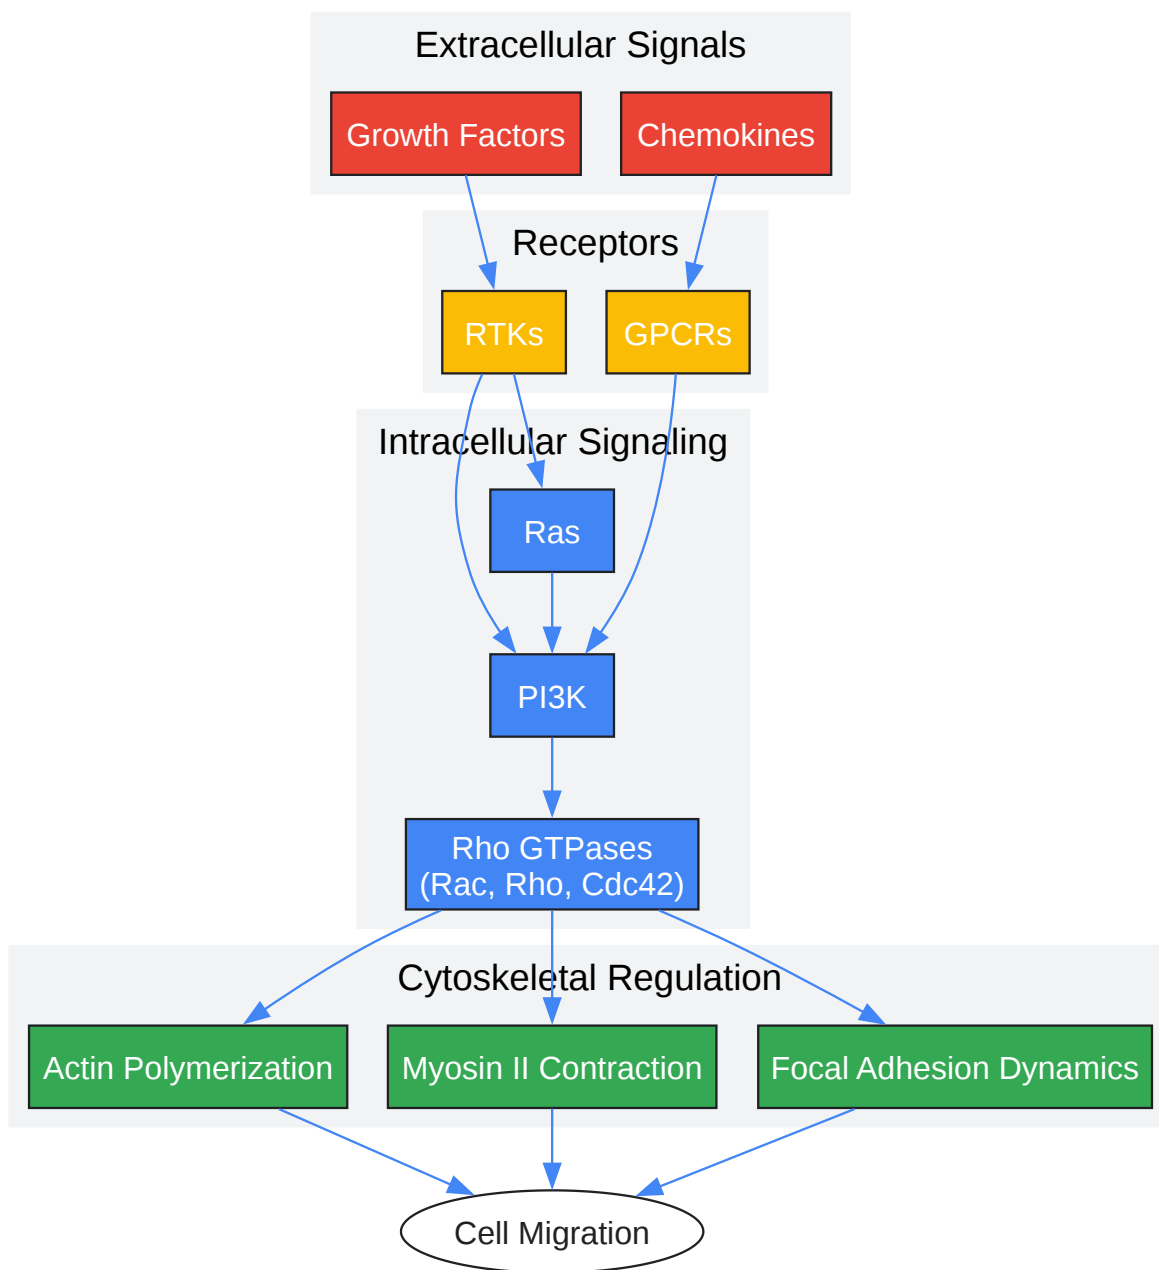 Extracellular Signals
Growth Factors
Chemokines
Receptors
RTKs
GPCRs
Intracellular Signaling
Ras
PI3K
Rho GTPases
(Rac, Rho, Cdc42)
Cytoskeletal Regulation
Actin Polymerization
Myosin II Contraction
Focal Adhesion Dynamics
Cell Migration